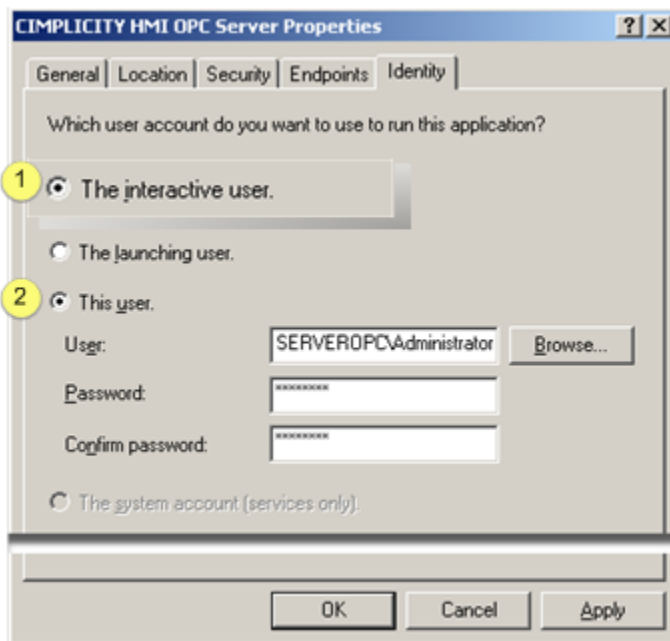 CIMPLICITY HMI OPC Server Properties
General Location Security Endpoints Identity
Which user account do you want to use to run this application?
1 The interactive user.
The launching user.
2 This user.
User: SERVEROPC\Administrator Browse...
Password: ********
Confirm password: ********
The system account (services only).
OK Cancel Apply